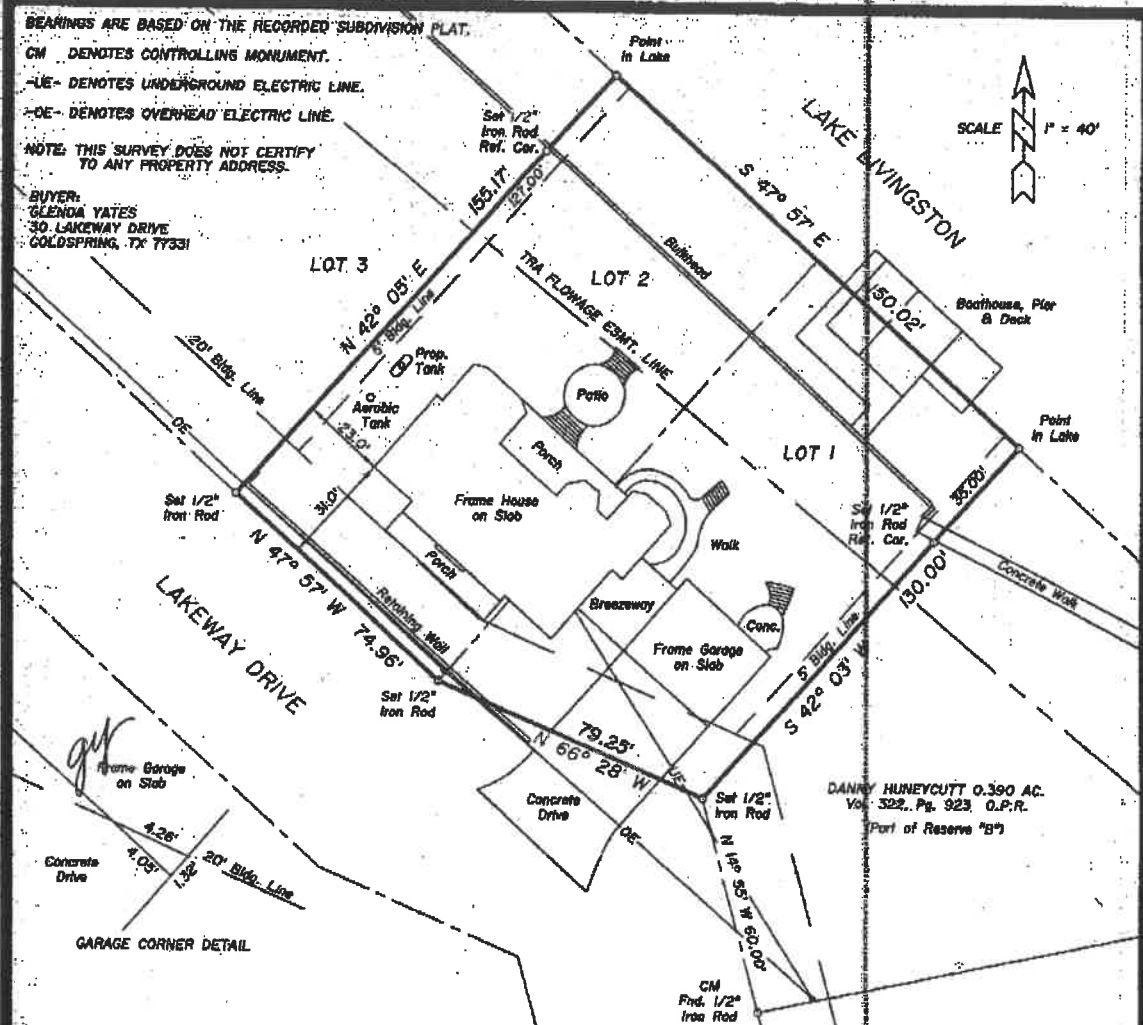 BEARINGS ARE BASED ON THE RECORDED SUBDIVISION PLAT.
CM DENOTES CONTROLLING MONUMENT.
-UE- DENOTES UNDERGROUND ELECTRIC LINE.
-OE- DENOTES OVERHEAD ELECTRIC LINE.
NOTE: THIS SURVEY DOES NOT CERTIFY
TO ANY PROPERTY ADDRESS.
BUYER:
GLENDA YATES
30 LAKEWAY DRIVE
COLDSPRING, TX 77331
Point
in Lake
SCALE 1" = 40'
LAKE LIVINGSTON
Set 1/2"
Iron Rod
Ref. Cor.
155.17'
127.00'
S 47° 57' E
150.02'
LOT 3
N 42° 05' E
5' Bldg. Line
20' Bldg. Line
TRA FLOWAGE ESMT. LINE
LOT 2
Bulkhead
Boathouse, Pier
& Deck
Prop.
Tank
Aerobic
Tank
Patio
Porch
23.0'
31.0'
OE
LOT 1
Point
in Lake
38.00'
Set 1/2"
Iron Rod
Ref. Cor.
Set 1/2"
Iron Rod
Frame House
on Slab
Porch
Walk
130.00'
Concrete Walk
N 47° 57' W 74.96'
Retaining Wall
Breezeway
Conc.
Frame Garage
on Slab
5' Bldg. Line
S 42° 03' W
LAKEWAY DRIVE
Set 1/2"
Iron Rod
79.25'
N 66° 28' W
UE
Concrete
Drive
OE
Set 1/2"
Iron Rod
DANNY HUNEYCUTT 0.390 AC.
Vol. 322, Pg. 923, O.P.R.
(Part of Reserve "B")
N 14° 55' W 60.00'
gy
Frame Garage
on Slab
4.26'
4.05'
1.32'
20' Bldg. Line
Concrete
Drive
GARAGE CORNER DETAIL
CM
Fnd. 1/2"
Iron Rod